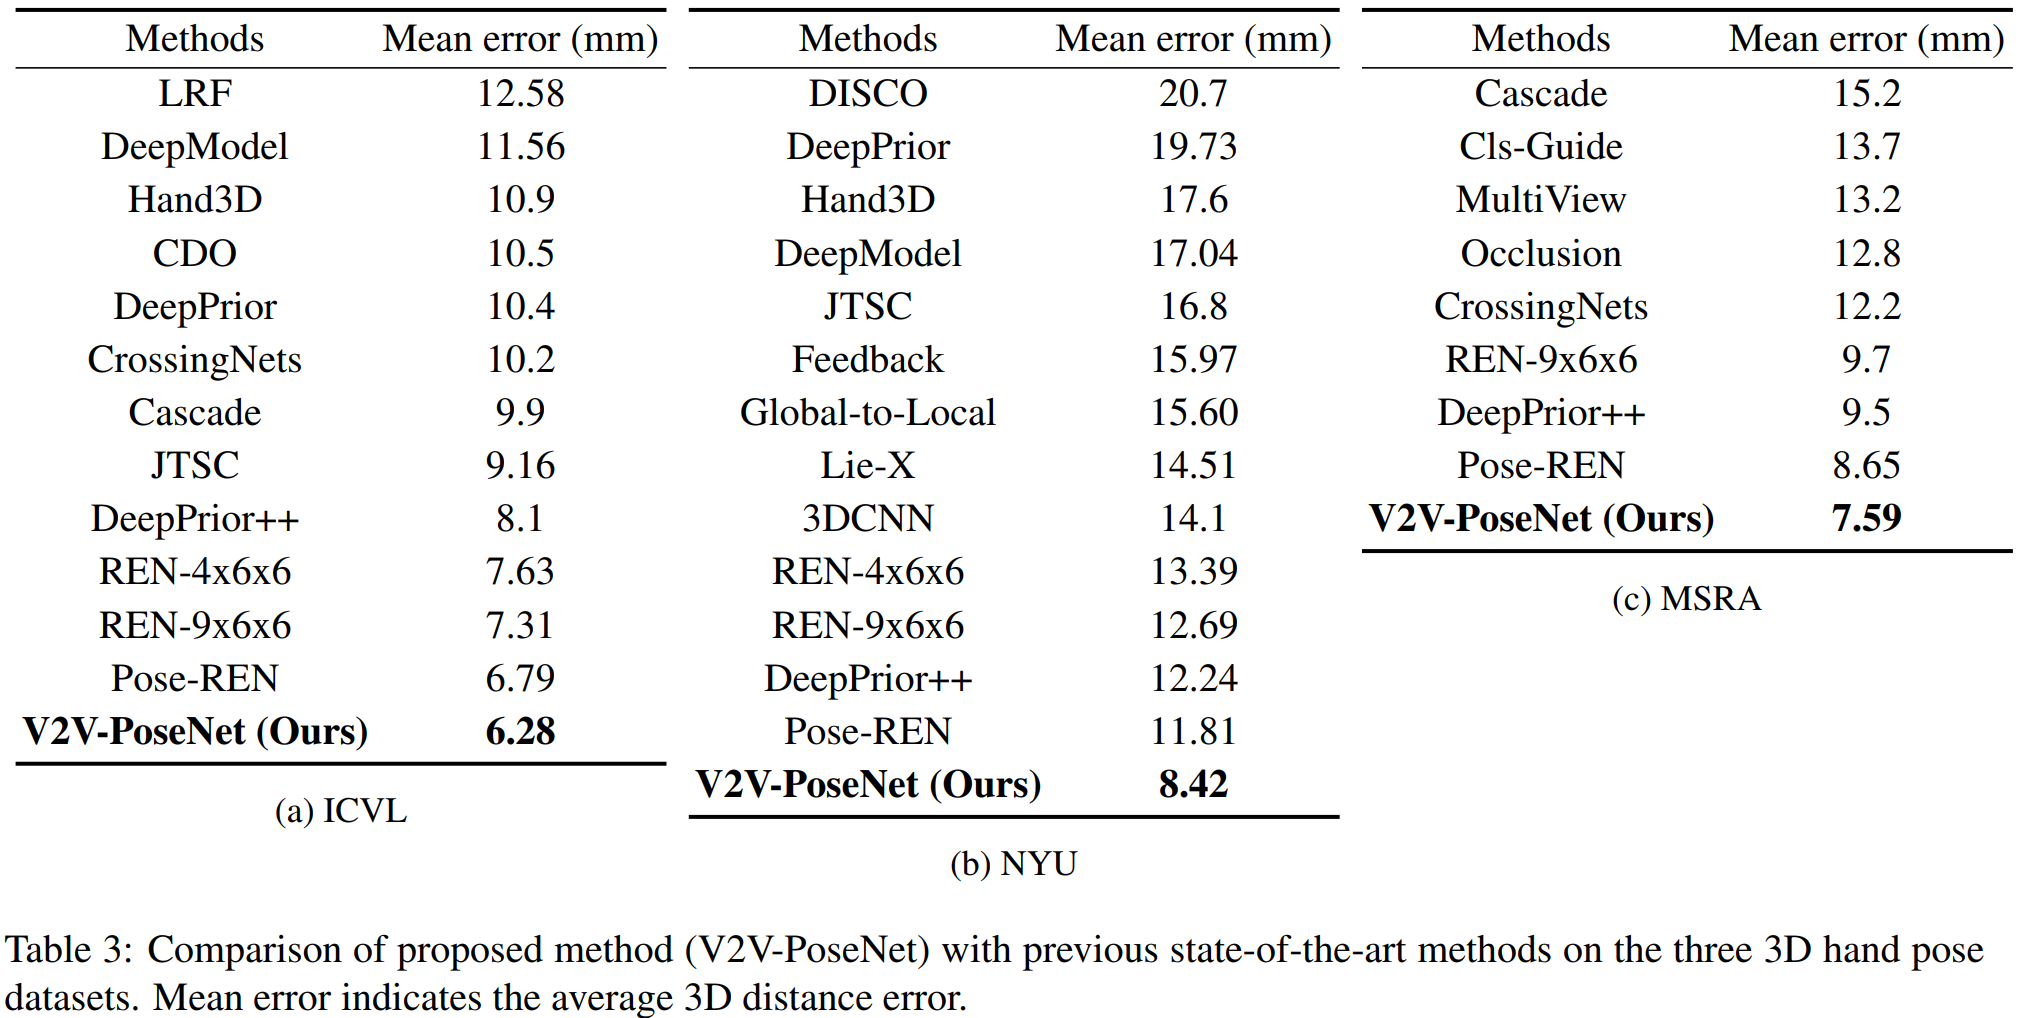 Methods Mean error (mm)
LRF 12.58
DeepModel 11.56
Hand3D 10.9
CDO 10.5
DeepPrior 10.4
CrossingNets 10.2
Cascade 9.9
JTSC 9.16
DeepPrior++ 8.1
REN-4x6x6 7.63
REN-9x6x6 7.31
Pose-REN 6.79
V2V-PoseNet (Ours) 6.28
(a) ICVL
Methods Mean error (mm)
DISCO 20.7
DeepPrior 19.73
Hand3D 17.6
DeepModel 17.04
JTSC 16.8
Feedback 15.97
Global-to-Local 15.60
Lie-X 14.51
3DCNN 14.1
REN-4x6x6 13.39
REN-9x6x6 12.69
DeepPrior++ 12.24
Pose-REN 11.81
V2V-PoseNet (Ours) 8.42
(b) NYU
Methods Mean error (mm)
Cascade 15.2
Cls-Guide 13.7
MultiView 13.2
Occlusion 12.8
CrossingNets 12.2
REN-9x6x6 9.7
DeepPrior++ 9.5
Pose-REN 8.65
V2V-PoseNet (Ours) 7.59
(c) MSRA
Table 3: Comparison of proposed method (V2V-PoseNet) with previous state-of-the-art methods on the three 3D hand pose
datasets. Mean error indicates the average 3D distance error.